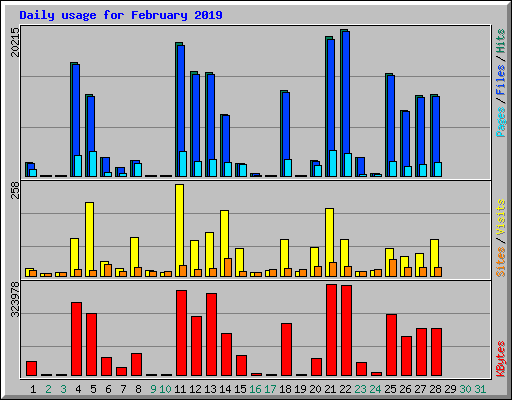 Daily usage for February 2019
20215
Pages / Files / Hits
258
Sites / Visits
323978
KBytes
1 2 3 4 5 6 7 8 9 10 11 12 13 14 15 16 17 18 19 20 21 22 23 24 25 26 27 28 29 30 31